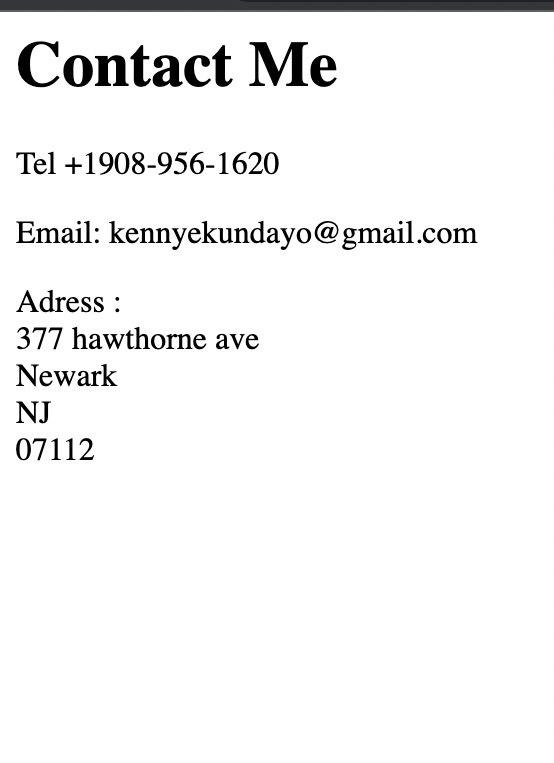 Contact Me
Tel +1908-956-1620
Email: kennyekundayo@gmail.com
Adress :
377 hawthorne ave
Newark
NJ
07112